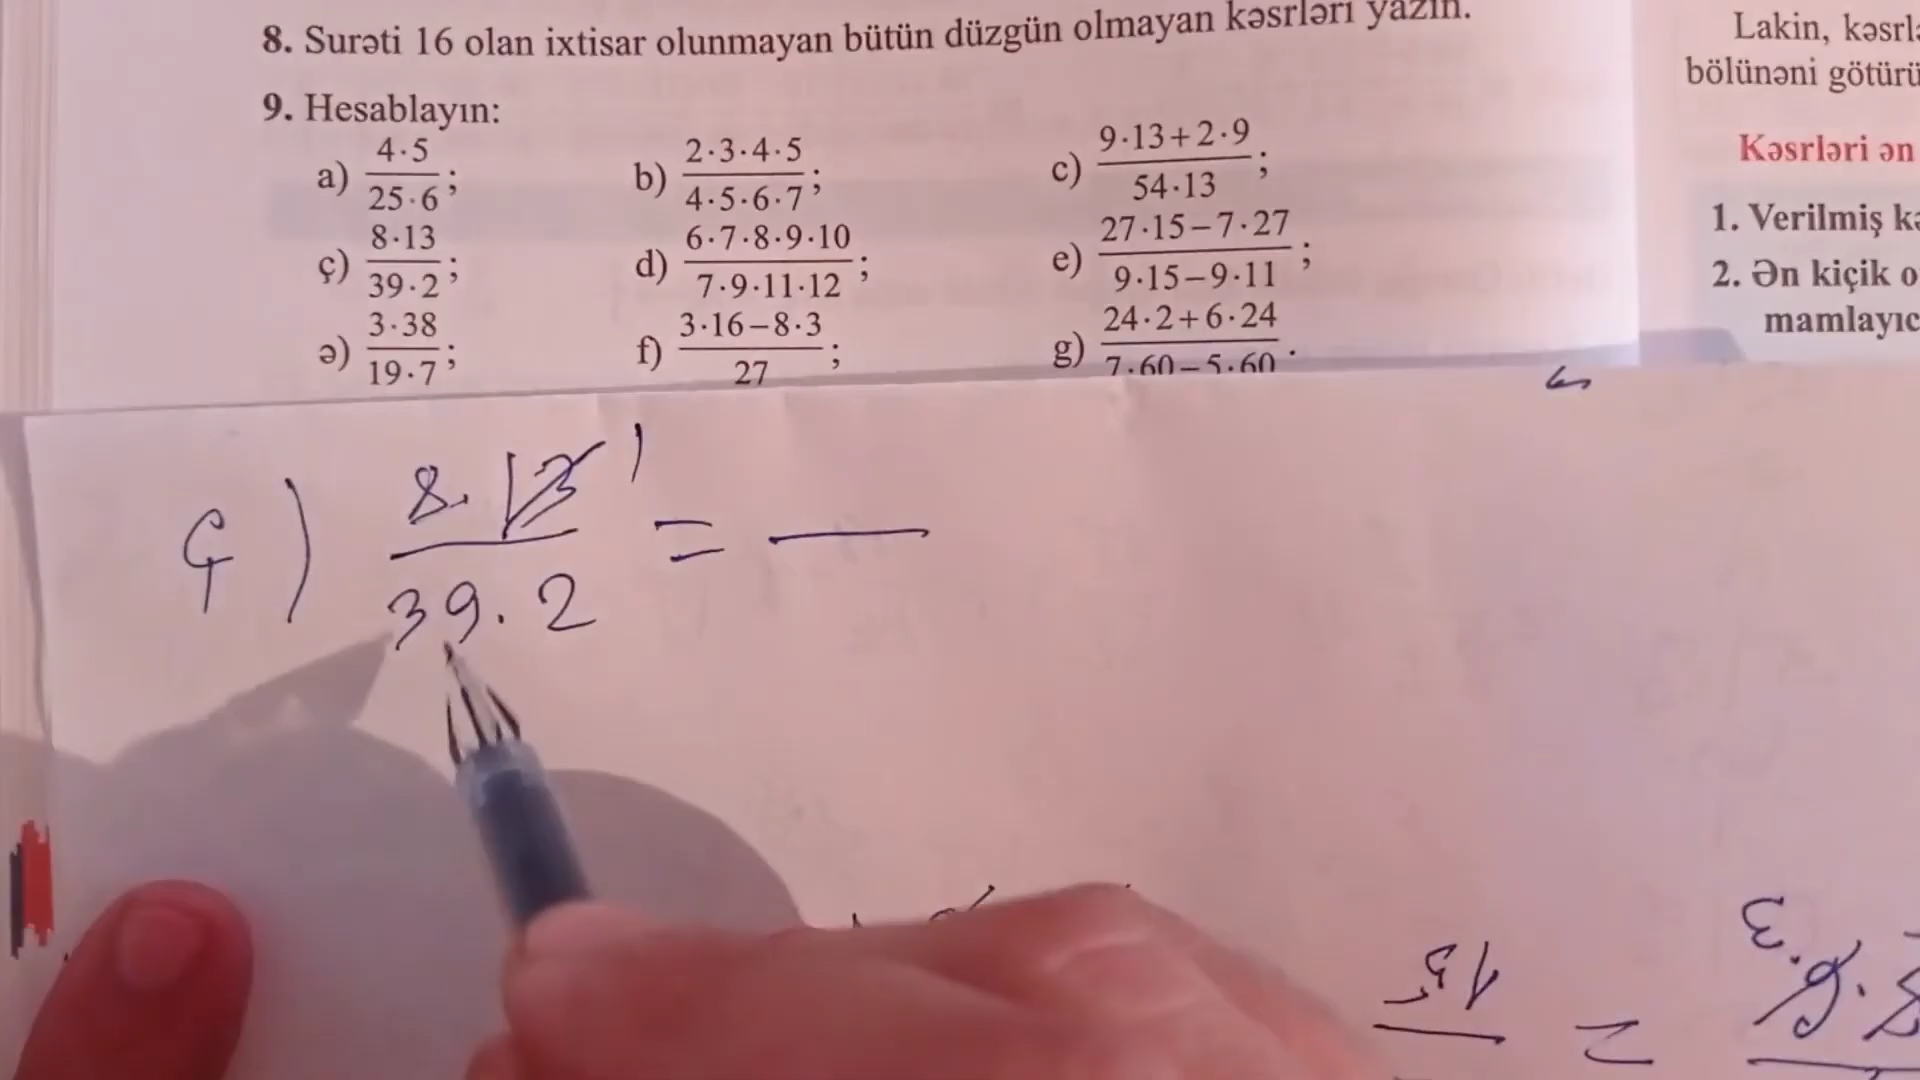 8. Surəti 16 olan ixtisar olunmayan bütün düzgün olmayan kəsrləri yazın.
9. Hesablayın:
a) 4·5 / 25·6; b) 2·3·4·5 / 4·5·6·7; c) 9·13+2·9 / 54·13;
ç) 8·13 / 39·2; d) 6·7·8·9·10 / 7·9·11·12; e) 27·15−7·27 / 9·15−9·11;
ə) 3·38 / 19·7; f) 3·16−8·3 / 27; g) 24·2+6·24 / 7·60−5·60.
Lakin,
bölünəni
Kəsrləri ən
1. Verilmiş
2. Ən kiçik
ç) 8·13 1 / 39·2 =